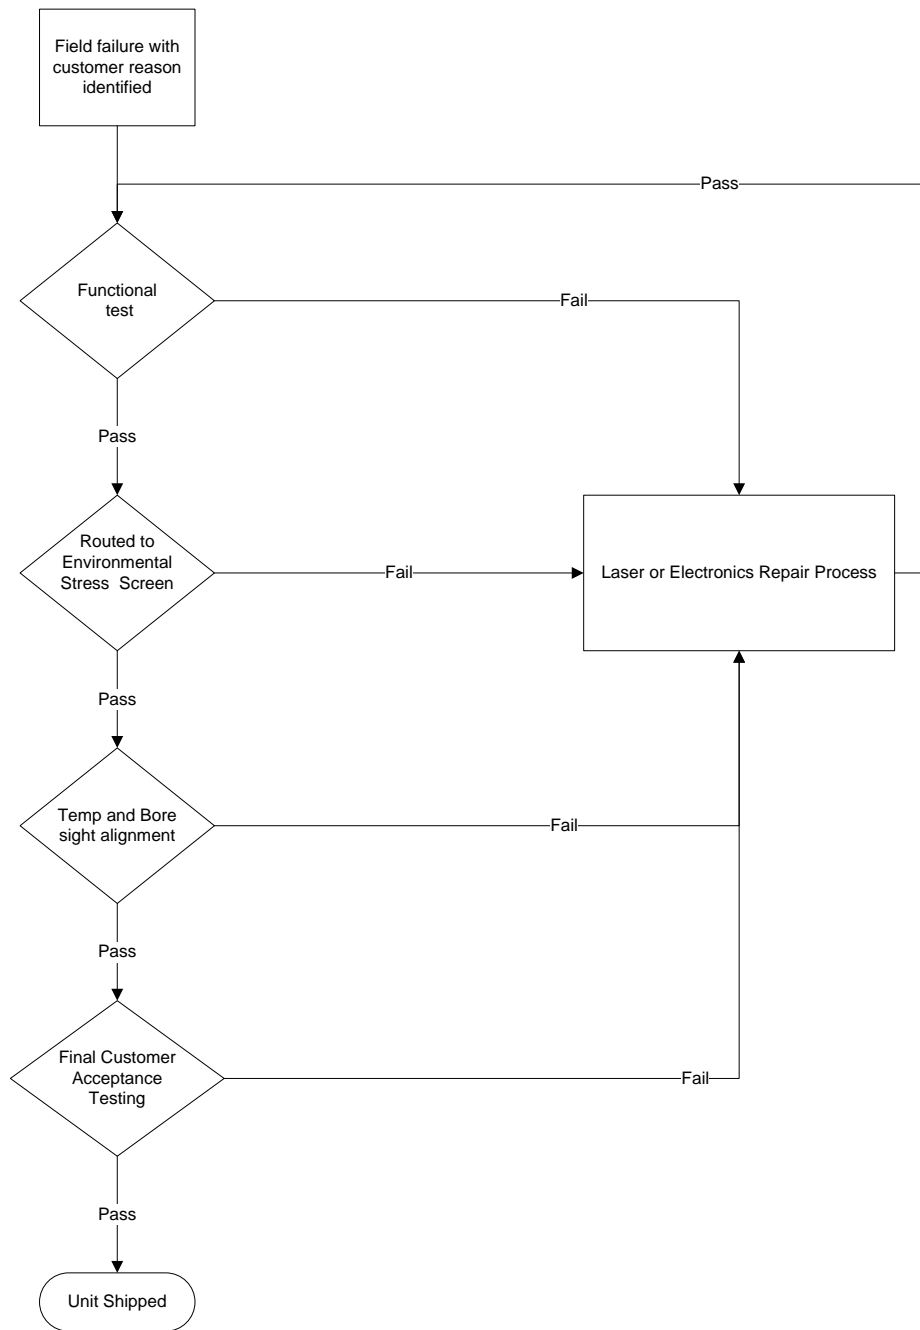 Field failure with
customer reason
identified
Pass
Functional
test
Fail
Pass
Routed to
Environmental
Stress  Screen
Fail
Laser or Electronics Repair Process
Pass
Temp and Bore
sight alignment
Fail
Pass
Final Customer
Acceptance
Testing
Fail
Pass
Unit Shipped